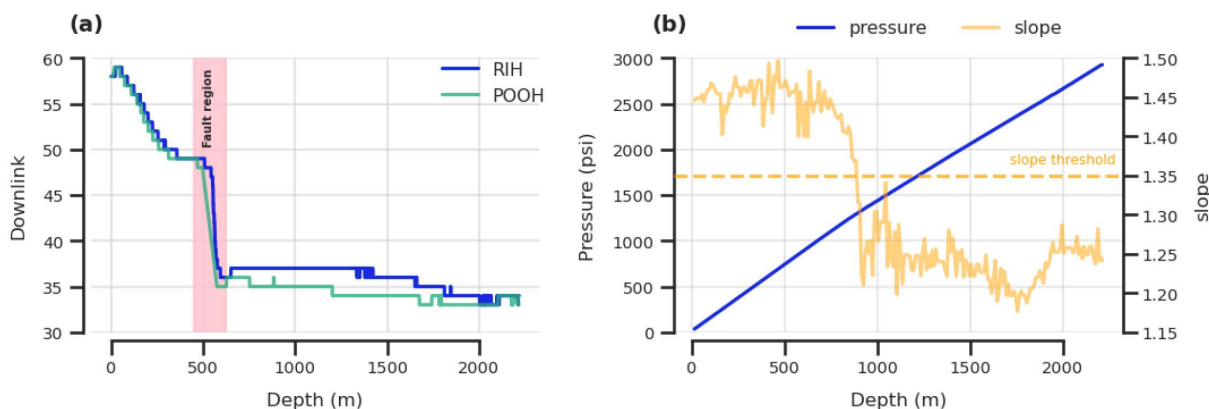 (a)
RIH
POOH
Fault region
Downlink
60
55
50
45
40
35
30
0
500
1000
1500
2000
Depth (m)
(b)
pressure
slope
slope threshold
Pressure (psi)
3000
2500
2000
1500
1000
500
0
0
500
1000
1500
2000
Depth (m)
1.50
1.45
1.40
1.35
1.30
1.25
1.20
1.15
slope